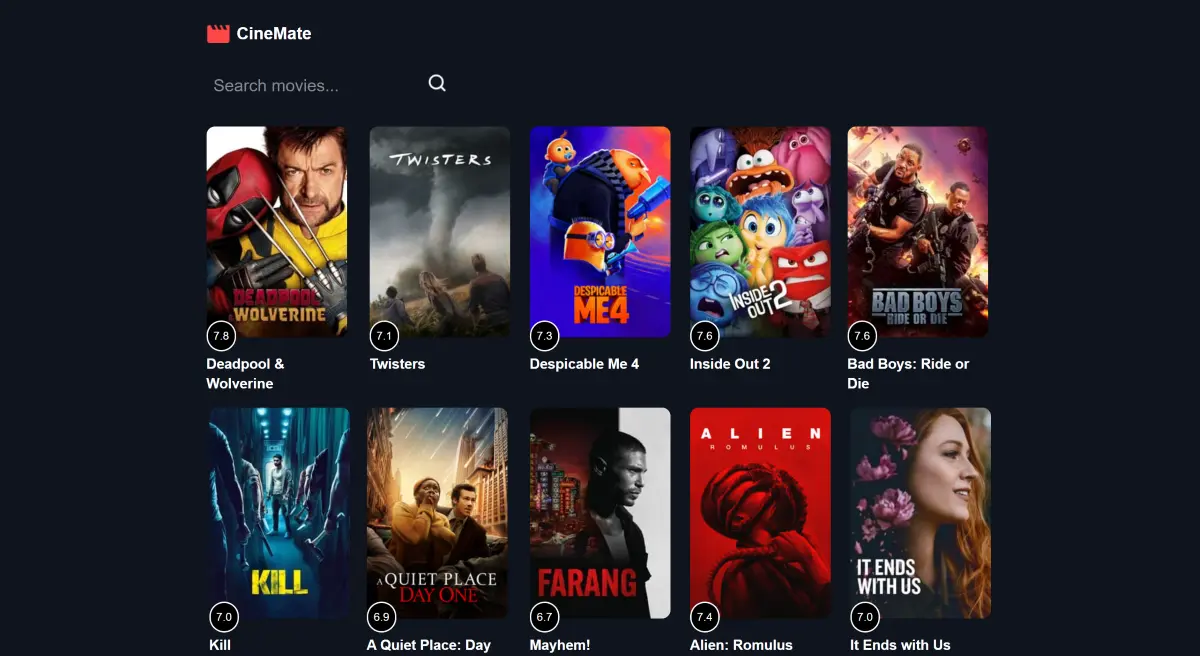 CineMate
Search movies...
DEADPOOL
WOLVERINE
TWISTERS
DESPICABLE
ME4
INSIDE
OUT 2
BAD BOYS
RIDE OR DIE
7.8
7.1
7.3
7.6
7.6
Deadpool &
Wolverine
Twisters
Despicable Me 4
Inside Out 2
Bad Boys: Ride or
Die
KILL
A QUIET PLACE
DAY ONE
FARANG
ALIEN
ROMULUS
IT ENDS
WITH US
7.0
6.9
6.7
7.4
7.0
Kill
A Quiet Place: Day
Mayhem!
Alien: Romulus
It Ends with Us